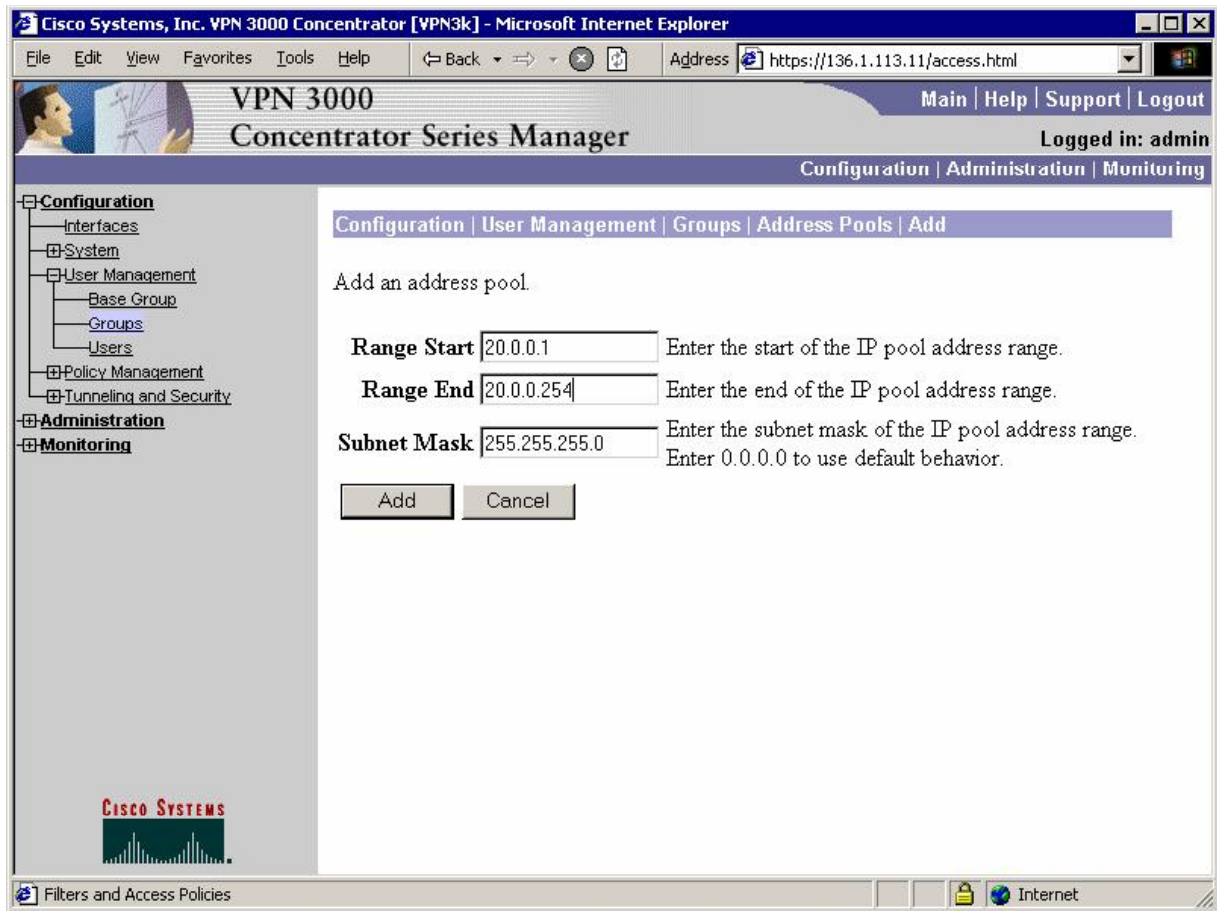 Cisco Systems, Inc. VPN 3000 Concentrator [VPN3k] - Microsoft Internet Explorer
File Edit View Favorites Tools Help Back Address https://136.1.113.11/access.html
VPN 3000
Concentrator Series Manager
Main | Help | Support | Logout
Logged in: admin
Configuration | Administration | Monitoring
Configuration
Interfaces
System
User Management
Base Group
Groups
Users
Policy Management
Tunneling and Security
Administration
Monitoring
Configuration | User Management | Groups | Address Pools | Add
Add an address pool.
Range Start 20.0.0.1 Enter the start of the IP pool address range.
Range End 20.0.0.254 Enter the end of the IP pool address range.
Subnet Mask 255.255.255.0 Enter the subnet mask of the IP pool address range.
Enter 0.0.0.0 to use default behavior.
Add Cancel
CISCO SYSTEMS
Filters and Access Policies Internet